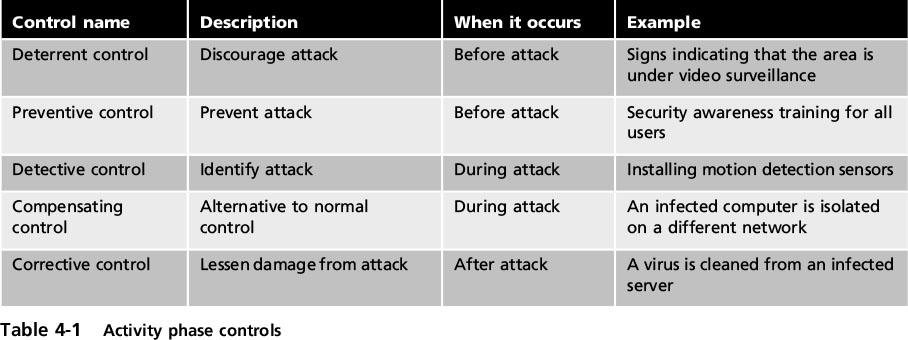 Control name Description When it occurs Example
Deterrent control Discourage attack Before attack Signs indicating that the area is
under video surveillance
Preventive control Prevent attack Before attack Security awareness training for all
users
Detective control Identify attack During attack Installing motion detection sensors
Compensating Alternative to normal During attack An infected computer is isolated
control control on a different network
Corrective control Lessen damage from attack After attack A virus is cleaned from an infected
server
Table 4-1 Activity phase controls